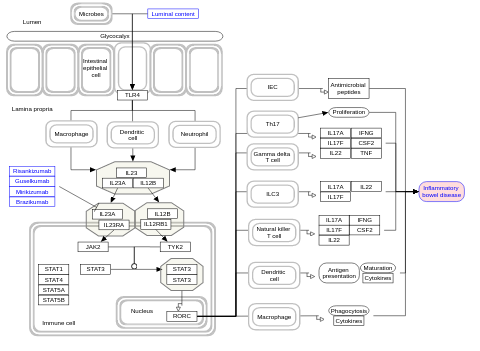 Microbes
Luminal content
Lumen
Glycocalyx
Intestinal
epithelial
cell
TLR4
Lamina propria
Macrophage
Dendritic
cell
Neutrophil
IL23
IL23A
IL12B
Risankizumab
Guselkumab
Mirikizumab
Brazikumab
IL23A
IL23RA
IL12B
IL12RB1
JAK2
TYK2
STAT1
STAT4
STAT5A
STAT5B
STAT3
STAT3
STAT3
Nucleus
RORC
Immune cell
IEC
Antimicrobial
peptides
Th17
Proliferation
IL17A
IFNG
IL17F
CSF2
IL22
TNF
Gamma delta
T cell
ILC3
IL17A
IL22
IL17F
Inflammatory
bowel disease
Natural killer
T cell
IL17A
IFNG
IL17F
CSF2
IL22
Dendritic
cell
Antigen
presentation
Maturation
Cytokines
Macrophage
Phagocytosis
Cytokines